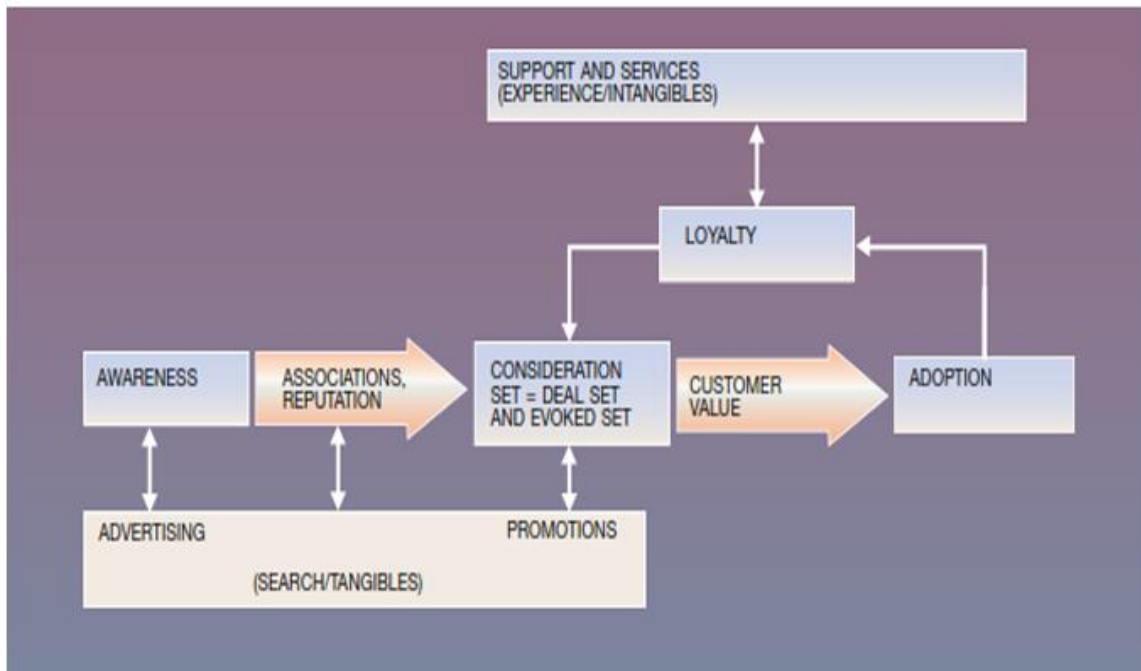 SUPPORT AND SERVICES
(EXPERIENCE/INTANGIBLES)
LOYALTY
AWARENESS
ASSOCIATIONS,
REPUTATION
CONSIDERATION
SET = DEAL SET
AND EVOKED SET
CUSTOMER
VALUE
ADOPTION
ADVERTISING
PROMOTIONS
(SEARCH/TANGIBLES)